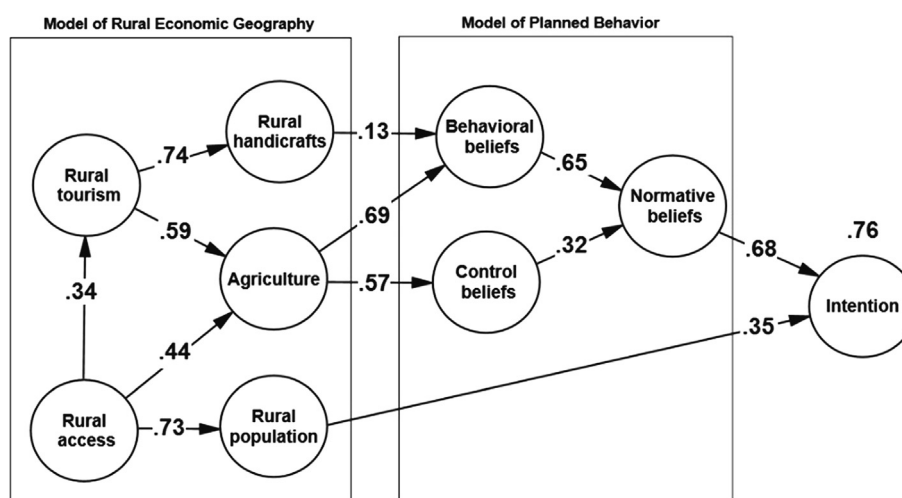 Model of Rural Economic Geography
Model of Planned Behavior
Rural
handicrafts
.13
Behavioral
beliefs
.74
Rural
tourism
.65
Normative
beliefs
.59
.69
.76
.68
Agriculture
.57
Control
beliefs
.32
Intention
.34
.35
.44
Rural
access
.73
Rural
population